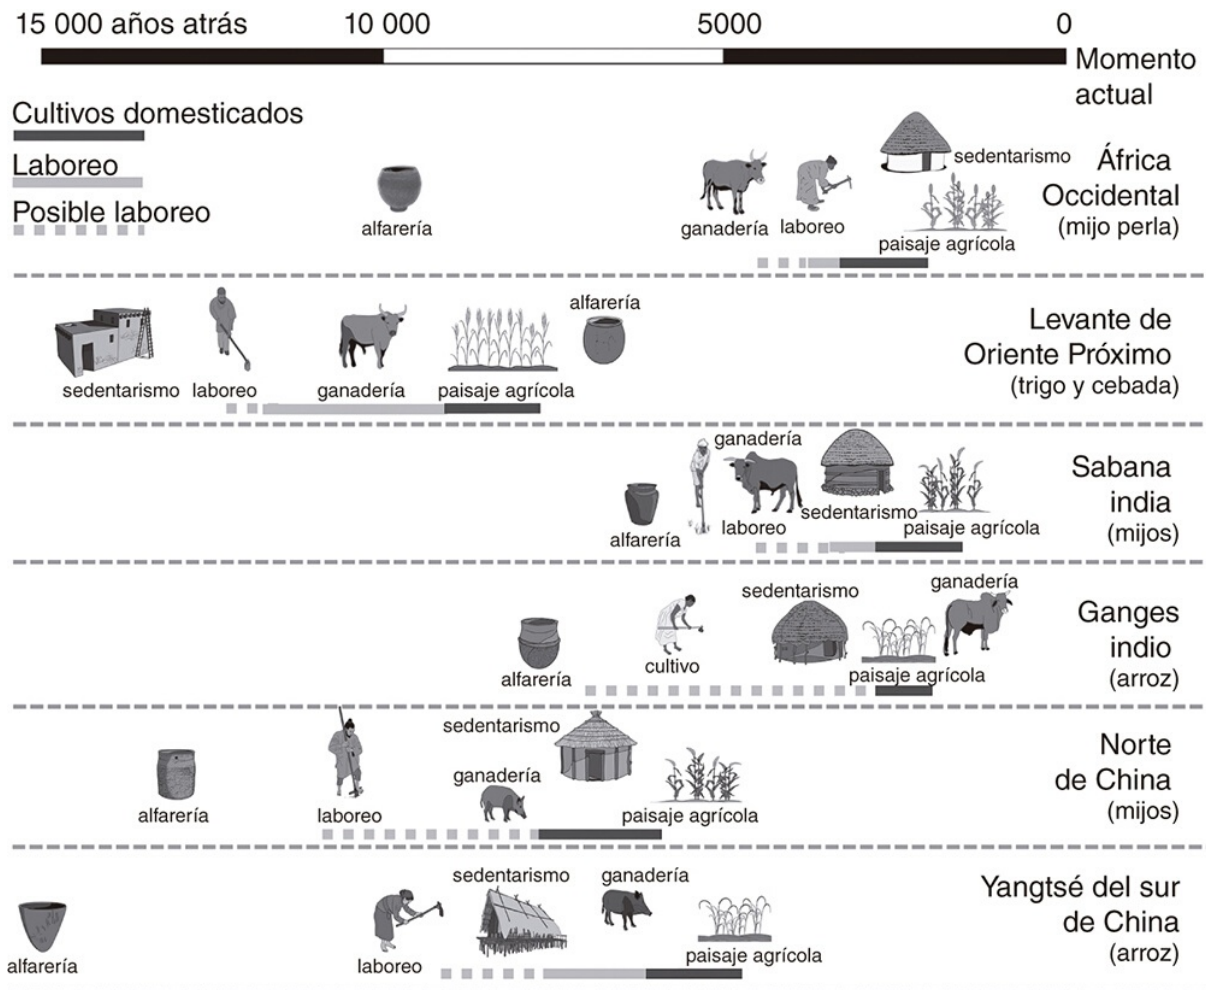 15 000 años atrás
10 000
5000
0
Momento
actual
Cultivos domesticados
Laboreo
Posible laboreo
alfarería
ganadería
laboreo
sedentarismo
paisaje agrícola
África
Occidental
(mijo perla)
sedentarismo
laboreo
ganadería
paisaje agrícola
alfarería
Levante de
Oriente Próximo
(trigo y cebada)
alfarería
laboreo
ganadería
sedentarismo
paisaje agrícola
Sabana
india
(mijos)
alfarería
cultivo
sedentarismo
paisaje agrícola
ganadería
Ganges
indio
(arroz)
alfarería
laboreo
ganadería
sedentarismo
paisaje agrícola
Norte
de China
(mijos)
alfarería
laboreo
sedentarismo
ganadería
paisaje agrícola
Yangtsé del sur
de China
(arroz)